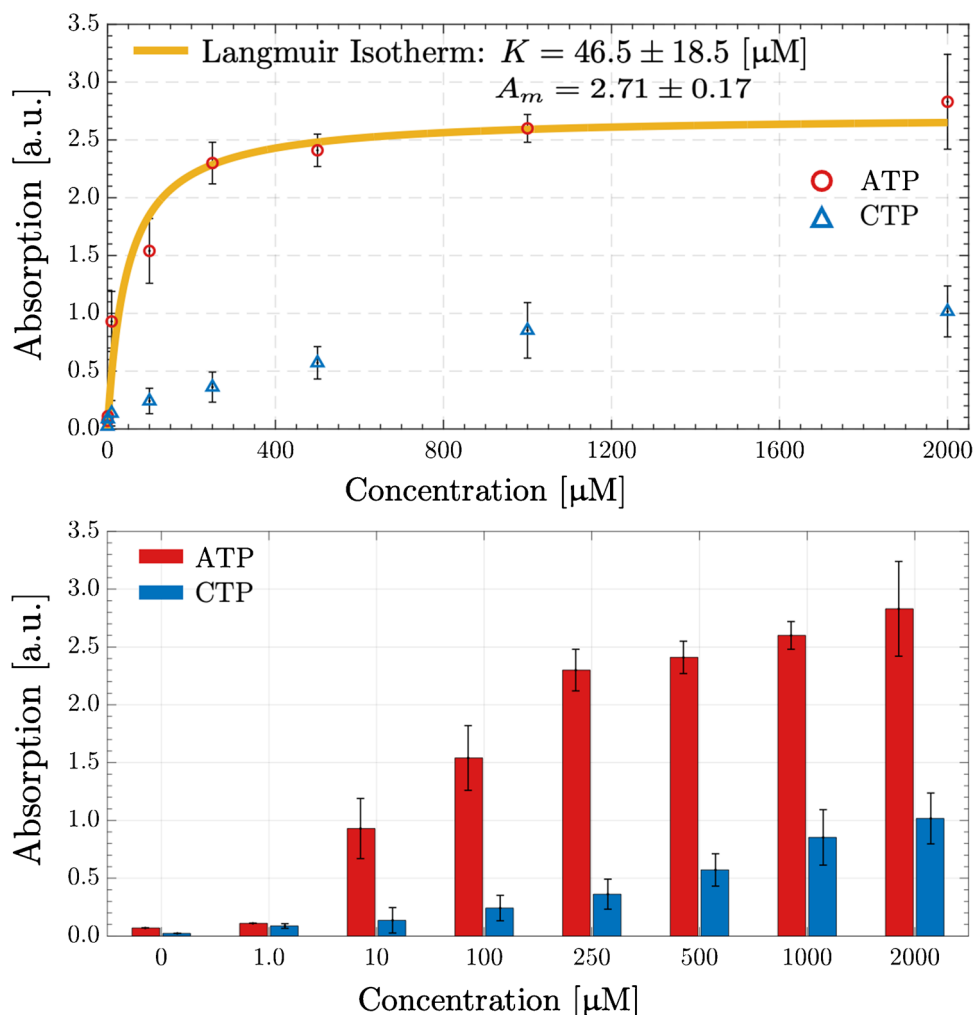 3.5
Langmuir Isotherm: K = 46.5 ± 18.5 [μM]
A_m = 2.71 ± 0.17
3.0
2.5
2.0
1.5
1.0
0.5
0.0
Absorption [a.u.]
ATP
CTP
0 400 800 1200 1600 2000
Concentration [μM]
3.5
3.0
2.5
2.0
1.5
1.0
0.5
0.0
Absorption [a.u.]
ATP
CTP
0 1.0 10 100 250 500 1000 2000
Concentration [μM]